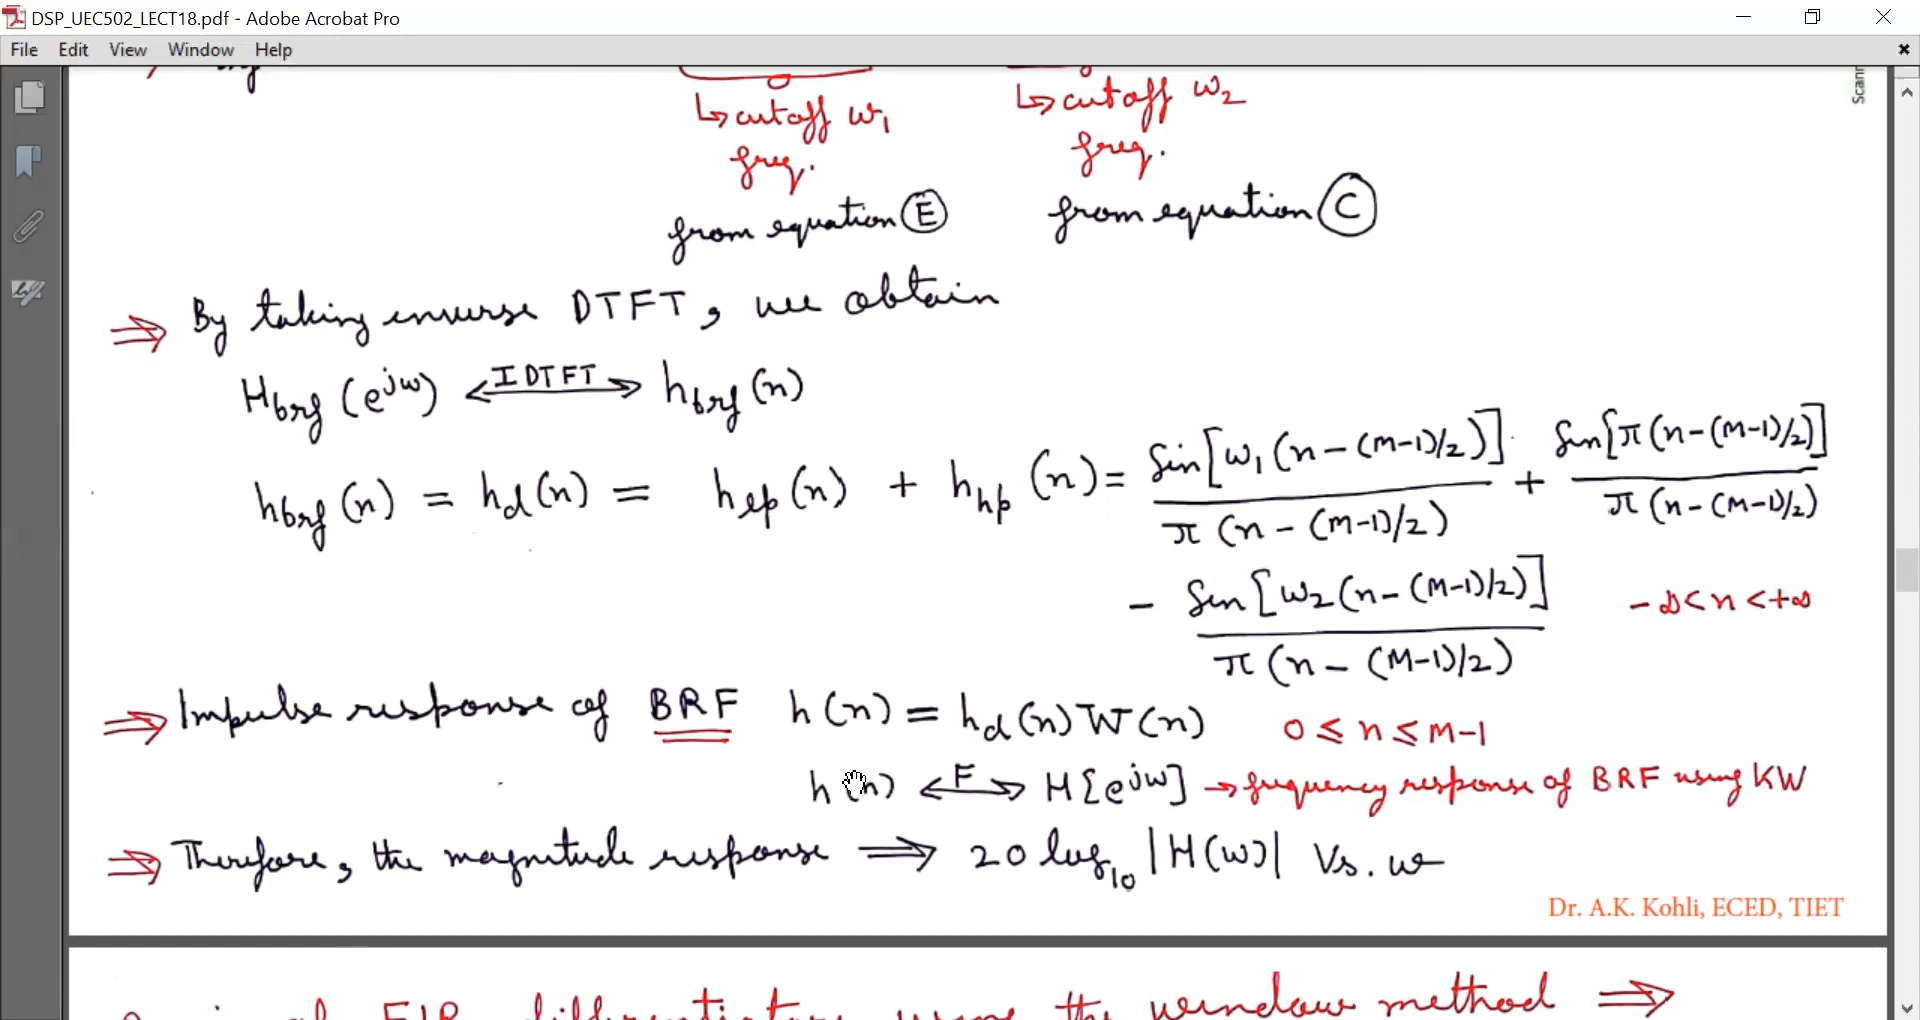 DSP_UEC502_LECT18.pdf - Adobe Acrobat Pro
File Edit View Window Help
Scann
↳ cutoff ω₁ freq.
↳ cutoff ω₂ freq.
from equation (E)
from equation (C)
⇒ By taking inverse DTFT, we obtain
H_brf (e^jω) <—IDTFT—> h_brf (n)
h_brf (n) = h_d (n) = h_lp (n) + h_hp (n) = Sin[ω₁ (n-(M-1)/2)] / π (n-(M-1)/2) + Sin[π (n-(M-1)/2)] / π (n-(M-1)/2)
- Sin[ω₂ (n-(M-1)/2)] / π (n-(M-1)/2) -∞<n<+∞
⇒ Impulse response of BRF h(n) = h_d (n) W(n) 0 ≤ n ≤ M-1
h(n) <—F—> H[e^jω] → frequency response of BRF using KW
⇒ Therefore, the magnitude response ⇒ 20 log₁₀ |H(ω)| Vs. ω
Dr. A.K. Kohli, ECED, TIET
FIR differentiators using the window method ⇒